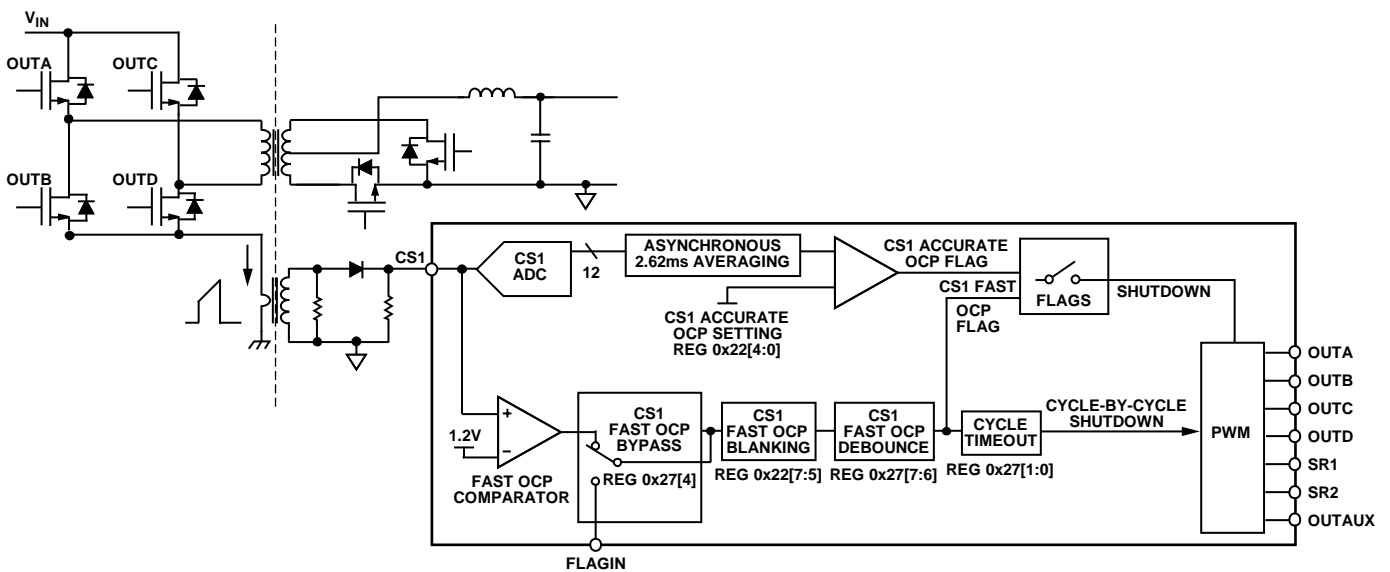 VIN
OUTA
OUTC
OUTB
OUTD
CS1
CS1
ADC
12
ASYNCHRONOUS
2.62ms AVERAGING
CS1 ACCURATE
OCP SETTING
REG 0x22[4:0]
CS1 ACCURATE
OCP FLAG
CS1 FAST
OCP
FLAG
FLAGS
SHUTDOWN
1.2V
+
−
FAST OCP
COMPARATOR
CS1
FAST OCP
BYPASS
REG 0x27[4]
FLAGIN
CS1
FAST OCP
BLANKING
REG 0x22[7:5]
CS1
FAST OCP
DEBOUNCE
REG 0x27[7:6]
CYCLE
TIMEOUT
REG 0x27[1:0]
CYCLE-BY-CYCLE
SHUTDOWN
PWM
OUTA
OUTB
OUTC
OUTD
SR1
SR2
OUTAUX